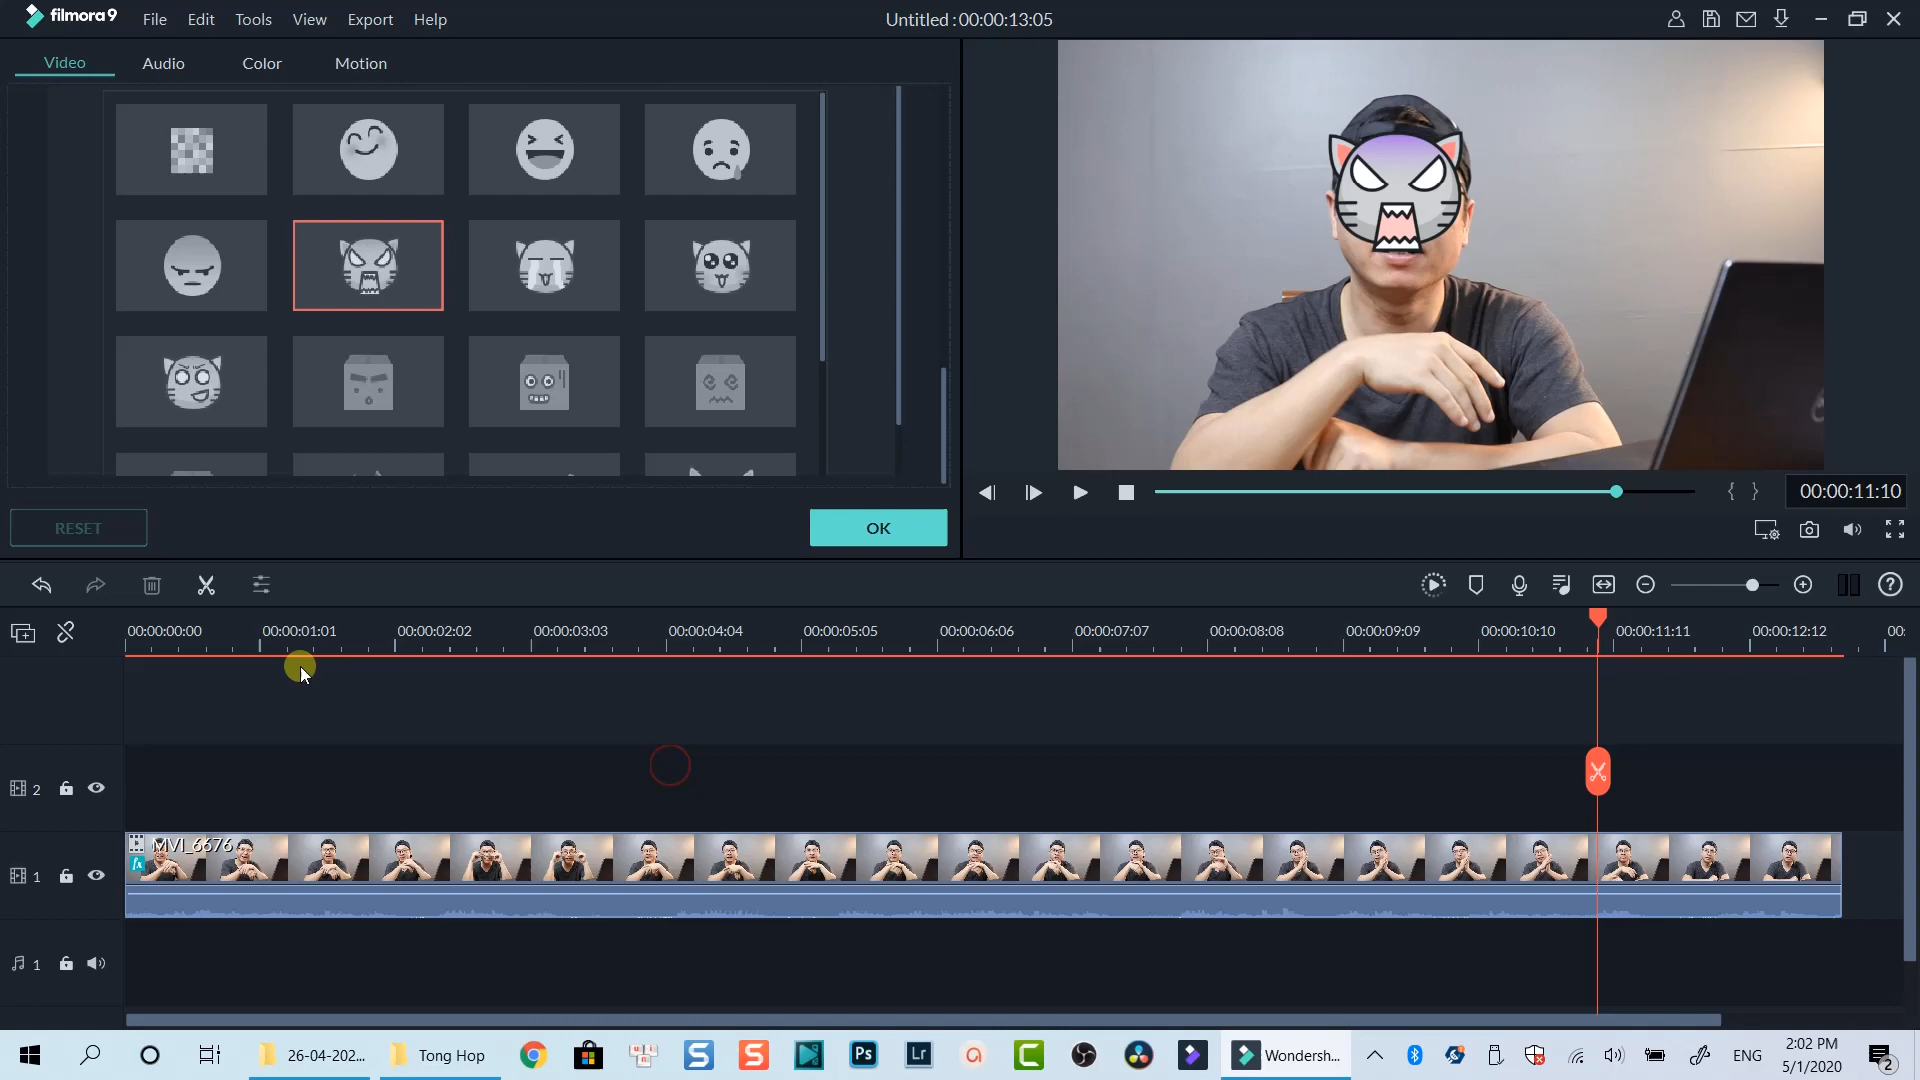 filmora9 File Edit Tools View Export Help
Untitled : 00:00:13:05
Video Audio Color Motion
RESET OK
00:00:11:10
00:00:00:00 00:00:01:01 00:00:02:02 00:00:03:03 00:00:04:04 00:00:05:05 00:00:06:06 00:00:07:07 00:00:08:08 00:00:09:09 00:00:10:10 00:00:11:11 00:00:12:12 00:
2
MVI_6676
1
1
26-04-202... Tong Hop Ps Lr Wondersh... ENG 2:02 PM
5/1/2020 2